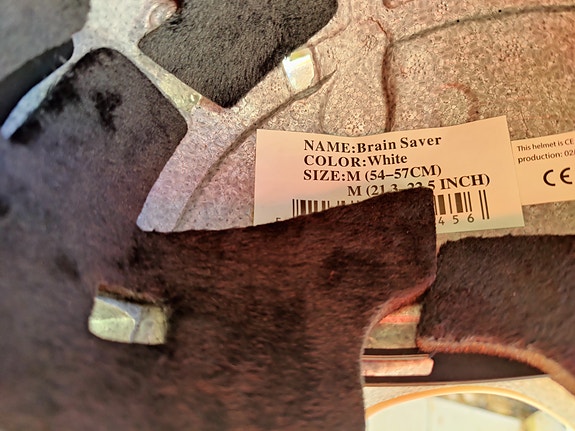 NAME:Brain Saver
COLOR:White
SIZE:M (54–57CM)
M (21.3 22.5 INCH)
456
This helmet is CE
production: 02/
CE